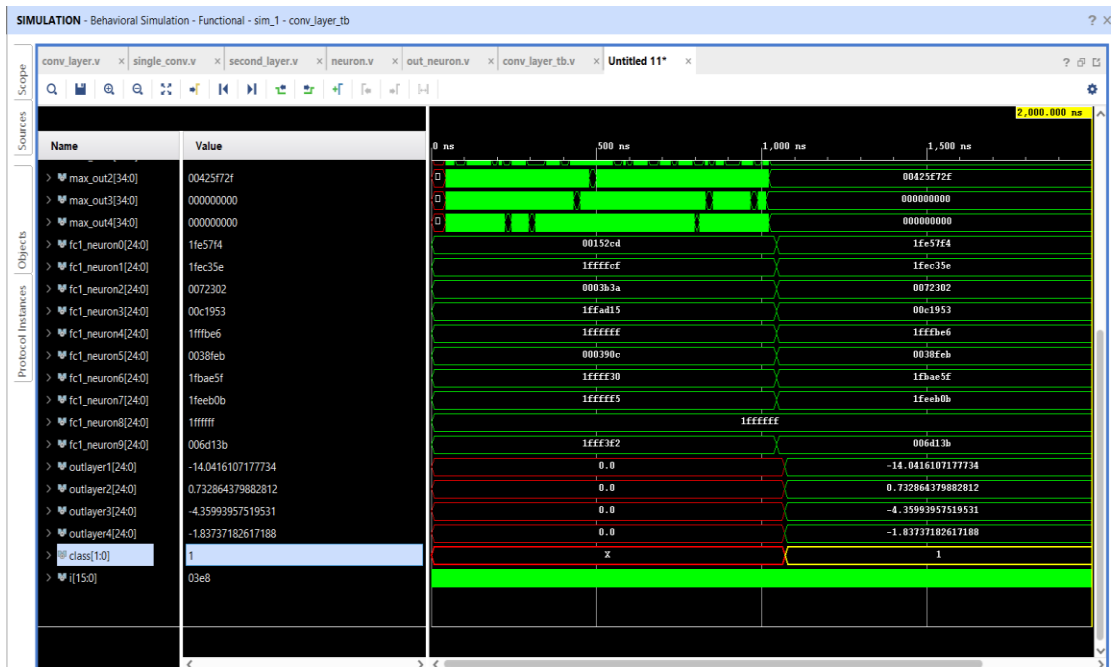 SIMULATION - Behavioral Simulation - Functional - sim_1 - conv_layer_tb ? ×
conv_layer.v × single_conv.v × second_layer.v × neuron.v × out_neuron.v × conv_layer_tb.v × Untitled 11* ×
Scope
Sources
Objects
Protocol Instances
2,000.000 ns
Name Value 0 ns 500 ns 1,000 ns 1,500 ns
max_out2[34:0] 00425f72f 00425f72f
max_out3[34:0] 000000000 000000000
max_out4[34:0] 000000000 000000000
fc1_neuron0[24:0] 1fe57f4 00152cd 1fe57f4
fc1_neuron1[24:0] 1fec35e 1ffffcf 1fec35e
fc1_neuron2[24:0] 0072302 0003b3a 0072302
fc1_neuron3[24:0] 00c1953 1ffad15 00c1953
fc1_neuron4[24:0] 1fffbe6 1ffffff 1fffbe6
fc1_neuron5[24:0] 0038feb 000390c 0038feb
fc1_neuron6[24:0] 1fbae5f 1ffff30 1fbae5f
fc1_neuron7[24:0] 1feeb0b 1fffff5 1feeb0b
fc1_neuron8[24:0] 1ffffff 1ffffff
fc1_neuron9[24:0] 006d13b 1fff3f2 006d13b
outlayer1[24:0] -14.0416107177734 0.0 -14.0416107177734
outlayer2[24:0] 0.732864379882812 0.0 0.732864379882812
outlayer3[24:0] -4.35993957519531 0.0 -4.35993957519531
outlayer4[24:0] -1.83737182617188 0.0 -1.83737182617188
class[1:0] 1 X 1
i[15:0] 03e8